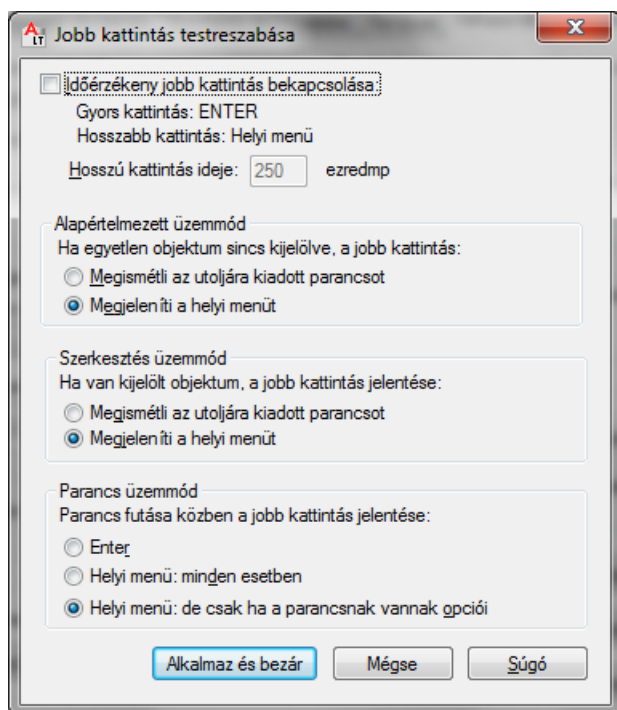 A LT Jobb kattintás testreszabása
Időérzékeny jobb kattintás bekapcsolása:
Gyors kattintás: ENTER
Hosszabb kattintás: Helyi menü
Hosszú kattintás ideje: 250 ezredmp
Alapértelmezett üzemmód
Ha egyetlen objektum sincs kijelölve, a jobb kattintás:
Megismétli az utoljára kiadott parancsot
Megjeleníti a helyi menüt
Szerkesztés üzemmód
Ha van kijelölt objektum, a jobb kattintás jelentése:
Megismétli az utoljára kiadott parancsot
Megjeleníti a helyi menüt
Parancs üzemmód
Parancs futása közben a jobb kattintás jelentése:
Enter
Helyi menü: minden esetben
Helyi menü: de csak ha a parancsnak vannak opciói
Alkalmaz és bezár Mégse Súgó